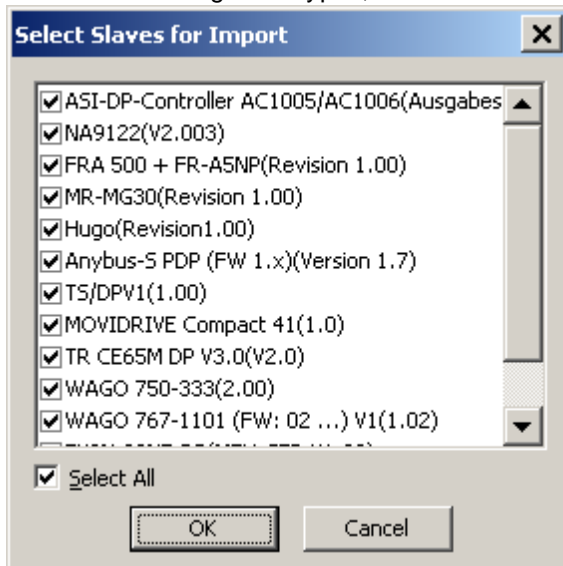 Select Slaves for Import
ASI-DP-Controller AC1005/AC1006(Ausgabes
NA9122(V2.003)
FRA 500 + FR-A5NP(Revision 1.00)
MR-MG30(Revision 1.00)
Hugo(Revision1.00)
Anybus-S PDP (FW 1.x)(Version 1.7)
TS/DPV1(1.00)
MOVIDRIVE Compact 41(1.0)
TR CE65M DP V3.0(V2.0)
WAGO 750-333(2.00)
WAGO 767-1101 (FW: 02 ...) V1(1.02)
Select All
OK Cancel